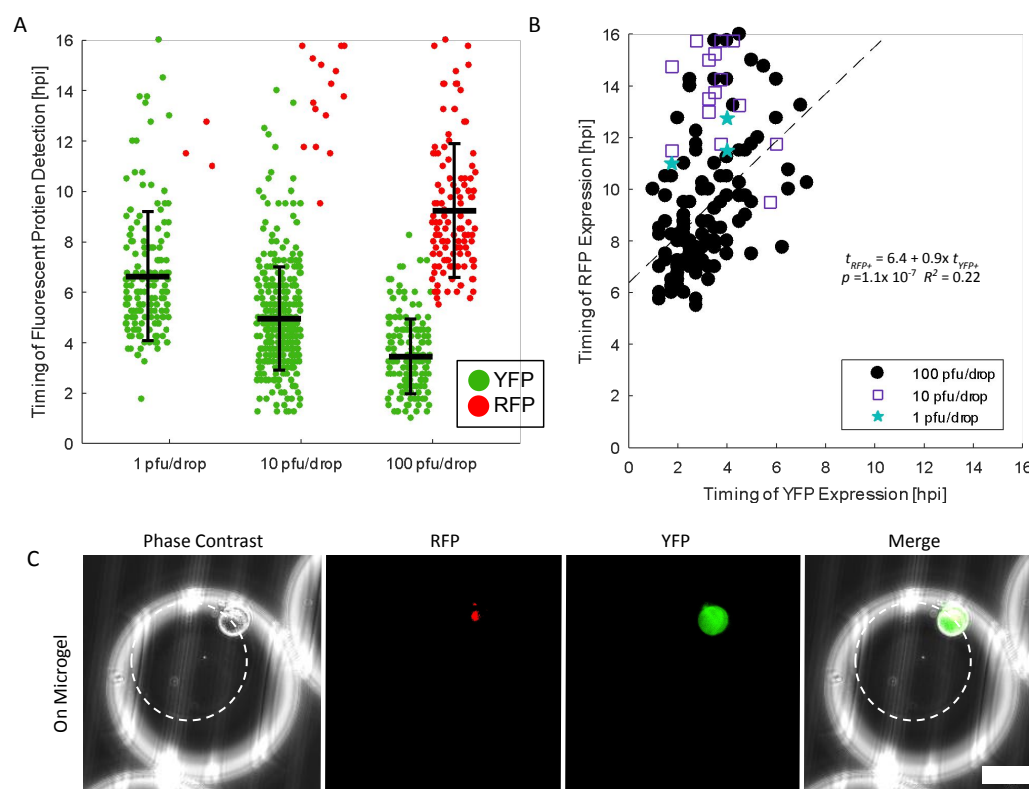 A
Timing of Fluorescent Protien Detection [hpi]
16
14
12
10
8
6
4
2
0
1 pfu/drop
10 pfu/drop
100 pfu/drop
YFP
RFP
B
Timing of RFP Expression [hpi]
16
14
12
10
8
6
4
2
0
0
2
4
6
8
10
12
14
16
Timing of YFP Expression [hpi]
t_RFP+ = 6.4 + 0.9x t_YFP+
p =1.1x 10^-7 R^2 = 0.22
100 pfu/drop
10 pfu/drop
1 pfu/drop
C
Phase Contrast
RFP
YFP
Merge
On Microgel